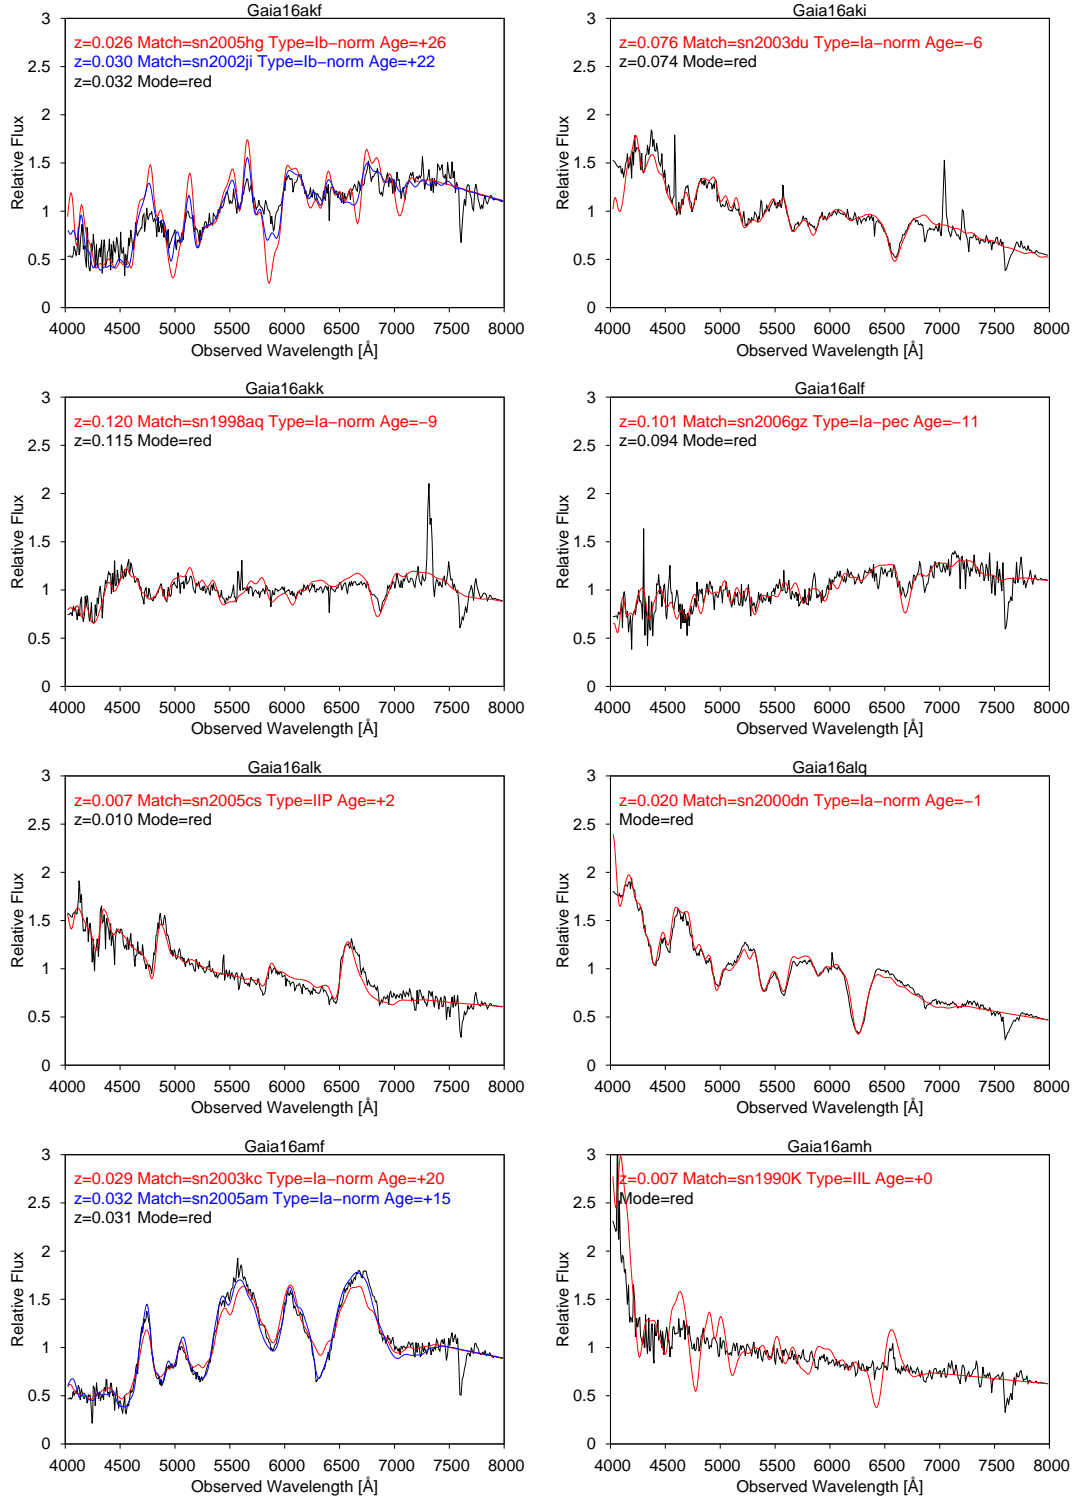 Gaia16akf
z=0.026 Match=sn2005hg Type=Ib−norm Age=+26
z=0.030 Match=sn2002ji Type=Ib−norm Age=+22
z=0.032 Mode=red
3
2.5
2
1.5
1
0.5
0
Relative Flux
4000 4500 5000 5500 6000 6500 7000 7500 8000
Observed Wavelength [Å]
Gaia16aki
z=0.076 Match=sn2003du Type=Ia−norm Age=−6
z=0.074 Mode=red
3
2.5
2
1.5
1
0.5
0
Relative Flux
4000 4500 5000 5500 6000 6500 7000 7500 8000
Observed Wavelength [Å]
Gaia16akk
z=0.120 Match=sn1998aq Type=Ia−norm Age=−9
z=0.115 Mode=red
3
2.5
2
1.5
1
0.5
0
Relative Flux
4000 4500 5000 5500 6000 6500 7000 7500 8000
Observed Wavelength [Å]
Gaia16alf
z=0.101 Match=sn2006gz Type=Ia−pec Age=−11
z=0.094 Mode=red
3
2.5
2
1.5
1
0.5
0
Relative Flux
4000 4500 5000 5500 6000 6500 7000 7500 8000
Observed Wavelength [Å]
Gaia16alk
z=0.007 Match=sn2005cs Type=IIP Age=+2
z=0.010 Mode=red
3
2.5
2
1.5
1
0.5
0
Relative Flux
4000 4500 5000 5500 6000 6500 7000 7500 8000
Observed Wavelength [Å]
Gaia16alq
z=0.020 Match=sn2000dn Type=Ia−norm Age=−1
Mode=red
3
2.5
2
1.5
1
0.5
0
Relative Flux
4000 4500 5000 5500 6000 6500 7000 7500 8000
Observed Wavelength [Å]
Gaia16amf
z=0.029 Match=sn2003kc Type=Ia−norm Age=+20
z=0.032 Match=sn2005am Type=Ia−norm Age=+15
z=0.031 Mode=red
3
2.5
2
1.5
1
0.5
0
Relative Flux
4000 4500 5000 5500 6000 6500 7000 7500 8000
Observed Wavelength [Å]
Gaia16amh
z=0.007 Match=sn1990K Type=IIL Age=+0
Mode=red
3
2.5
2
1.5
1
0.5
0
Relative Flux
4000 4500 5000 5500 6000 6500 7000 7500 8000
Observed Wavelength [Å]